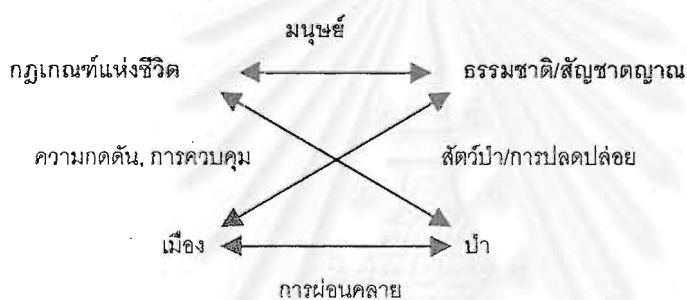 มนุษย์
กฎเกณฑ์แห่งชีวิต ธรรมชาติ/สัญชาตญาณ
ความกดดัน, การควบคุม สัตว์ป่า/การปลดปล่อย
เมือง ป่า
การผ่อนคลาย